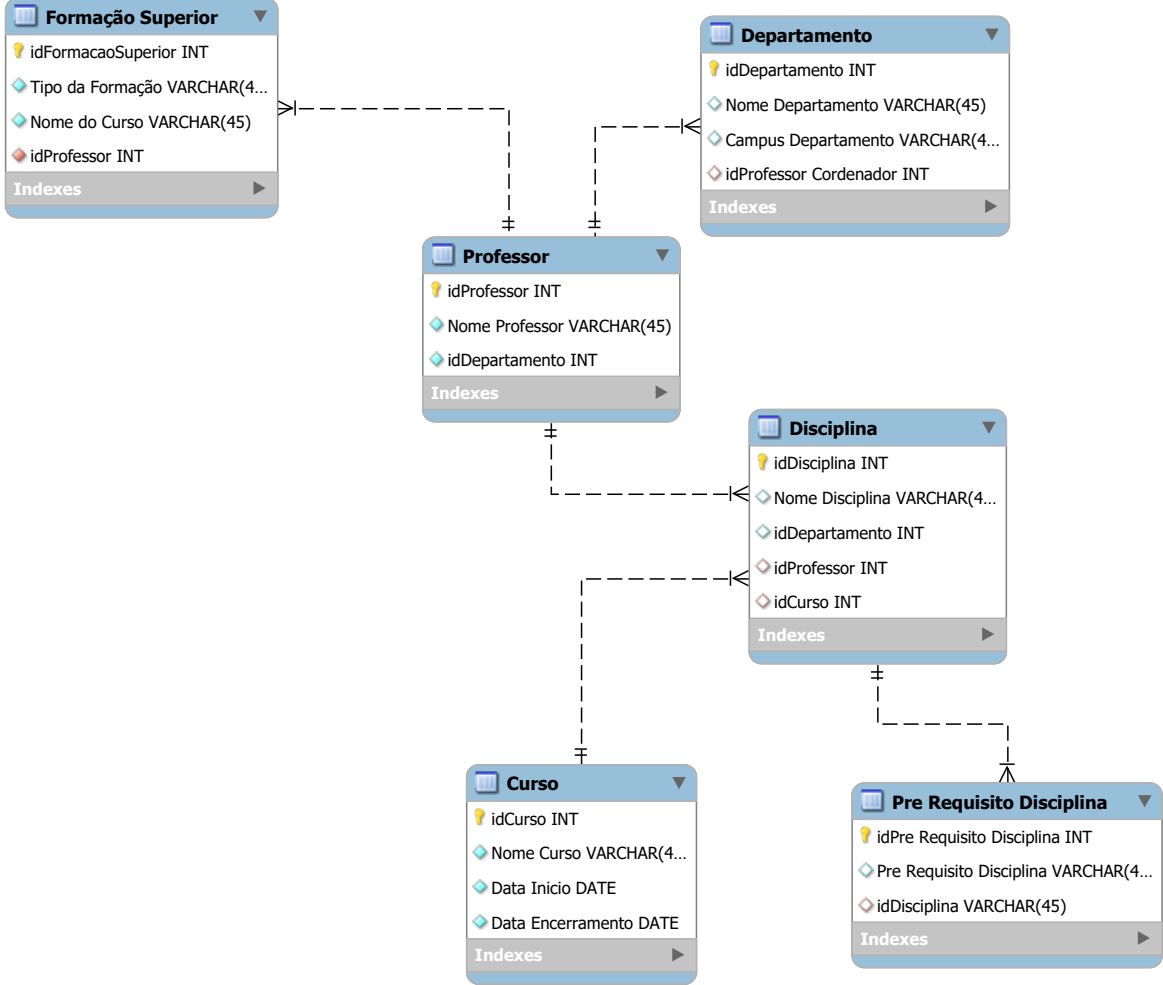 Formação Superior
idFormacaoSuperior INT
Tipo da Formação VARCHAR(4...
Nome do Curso VARCHAR(45)
idProfessor INT
Indexes
Departamento
idDepartamento INT
Nome Departamento VARCHAR(45)
Campus Departamento VARCHAR(4...
idProfessor Cordenador INT
Indexes
Professor
idProfessor INT
Nome Professor VARCHAR(45)
idDepartamento INT
Indexes
Disciplina
idDisciplina INT
Nome Disciplina VARCHAR(4...
idDepartamento INT
idProfessor INT
idCurso INT
Indexes
Curso
idCurso INT
Nome Curso VARCHAR(4...
Data Inicio DATE
Data Encerramento DATE
Indexes
Pre Requisito Disciplina
idPre Requisito Disciplina INT
Pre Requisito Disciplina VARCHAR(4...
idDisciplina VARCHAR(45)
Indexes